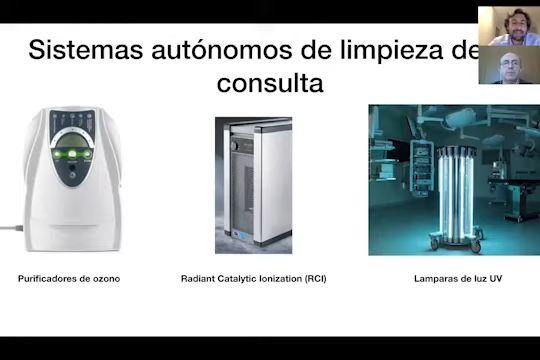 Sistemas autónomos de limpieza de
consulta
Purificadores de ozono
Radiant Catalytic Ionization (RCI)
Lamparas de luz UV